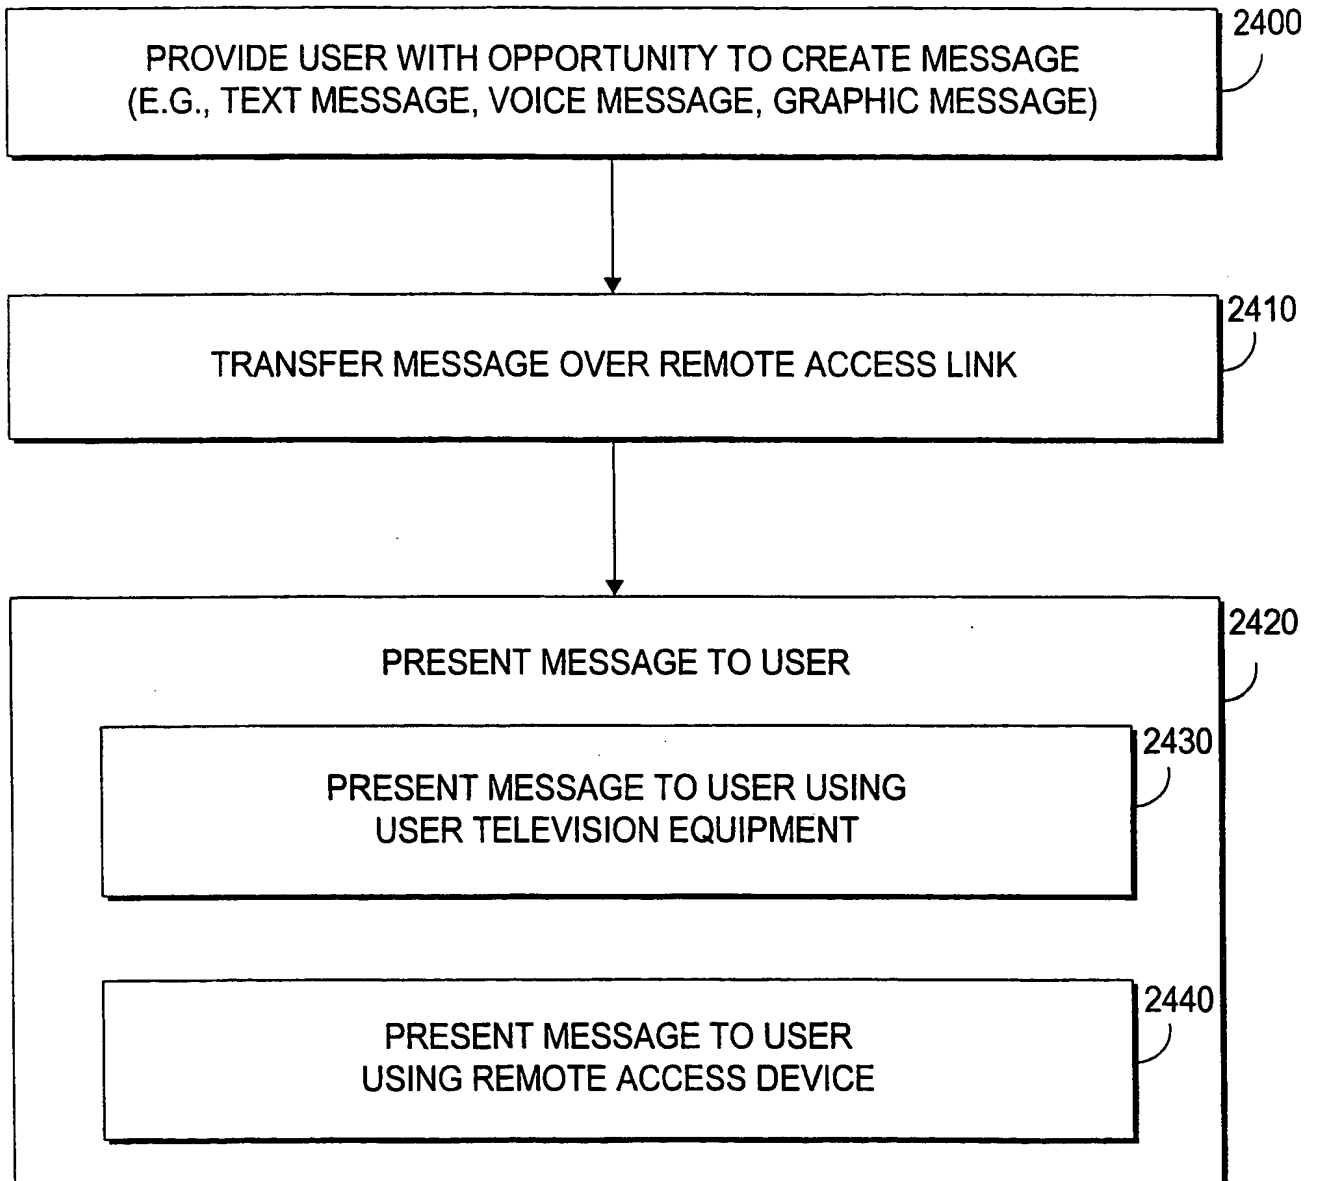 2400
PROVIDE USER WITH OPPORTUNITY TO CREATE MESSAGE
(E.G., TEXT MESSAGE, VOICE MESSAGE, GRAPHIC MESSAGE)
2410
TRANSFER MESSAGE OVER REMOTE ACCESS LINK
2420
PRESENT MESSAGE TO USER
2430
PRESENT MESSAGE TO USER USING
USER TELEVISION EQUIPMENT
2440
PRESENT MESSAGE TO USER
USING REMOTE ACCESS DEVICE